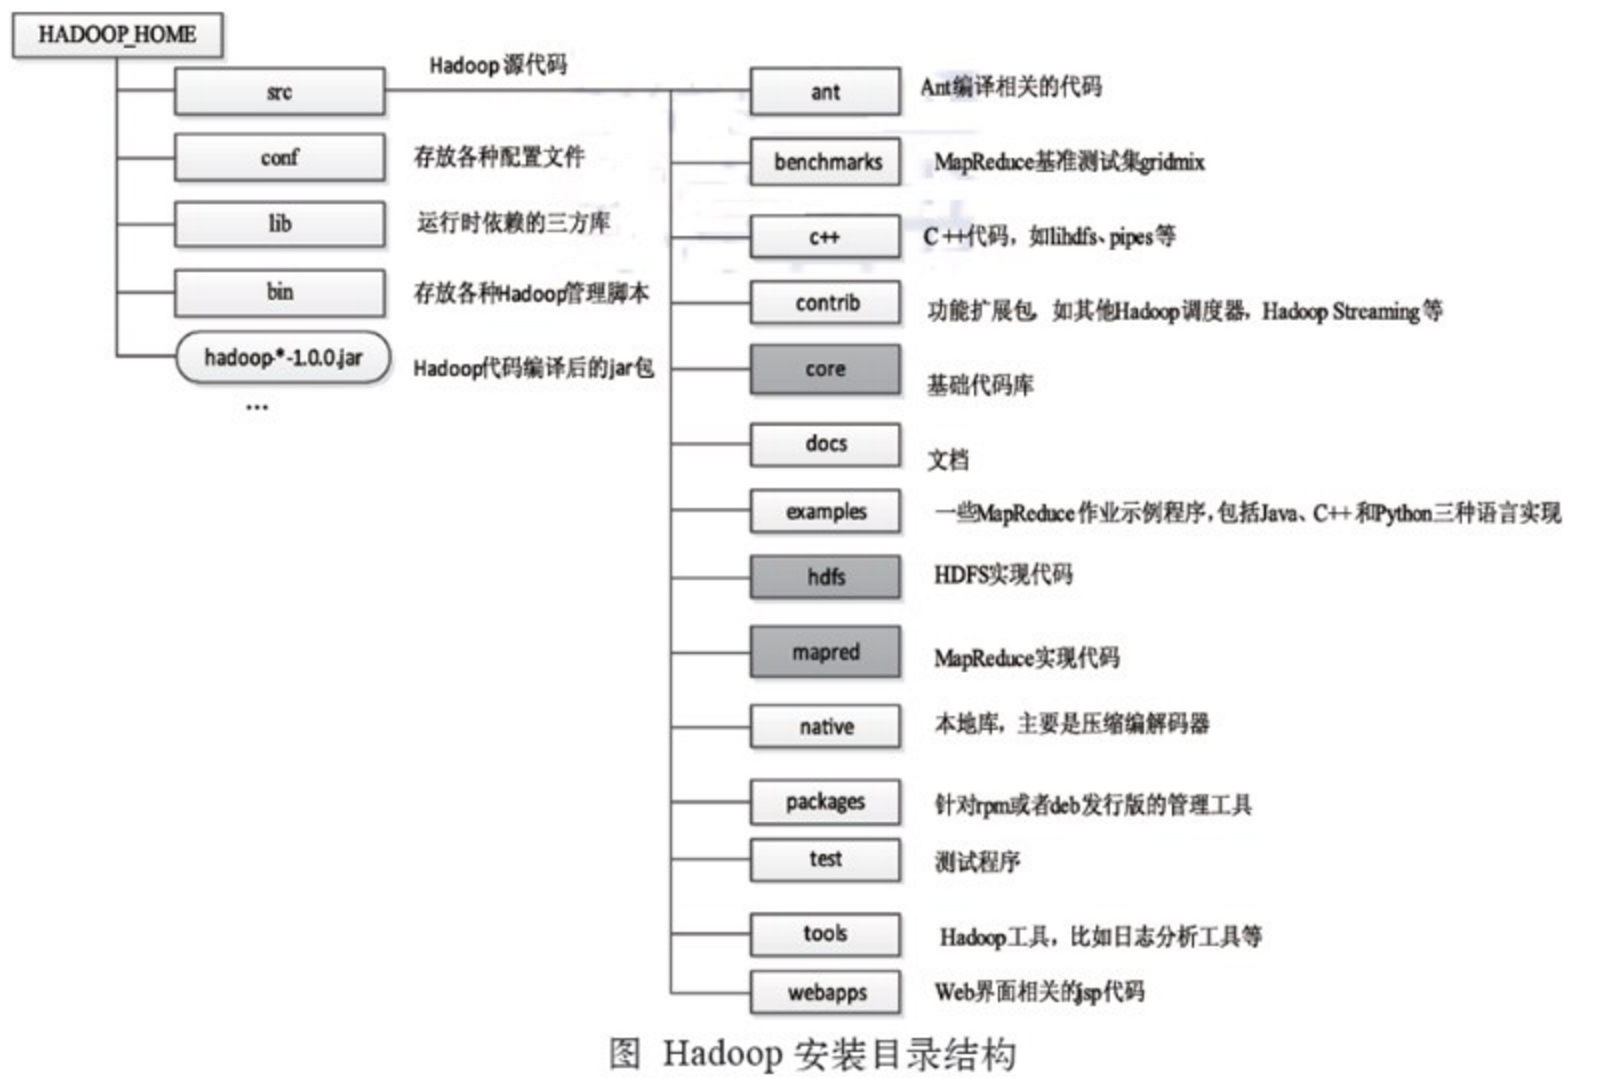 HADOOP_HOME
src
Hadoop 源代码
conf
存放各种配置文件
lib
运行时依赖的三方库
bin
存放各种Hadoop管理脚本
hadoop-*-1.0.0.jar
Hadoop代码编译后的jar包
...
ant
Ant编译相关的代码
benchmarks
MapReduce基准测试集gridmix
c++
C ++代码，如lihdfs、pipes等
contrib
功能扩展包，如其他Hadoop调度器，Hadoop Streaming等
core
基础代码库
docs
文档
examples
一些MapReduce作业示例程序，包括Java、C++和Python三种语言实现
hdfs
HDFS实现代码
mapred
MapReduce实现代码
native
本地库，主要是压缩编解码器
packages
针对rpm或者deb发行版的管理工具
test
测试程序
tools
Hadoop工具，比如日志分析工具等
webapps
Web界面相关的jsp代码
图 Hadoop 安装目录结构